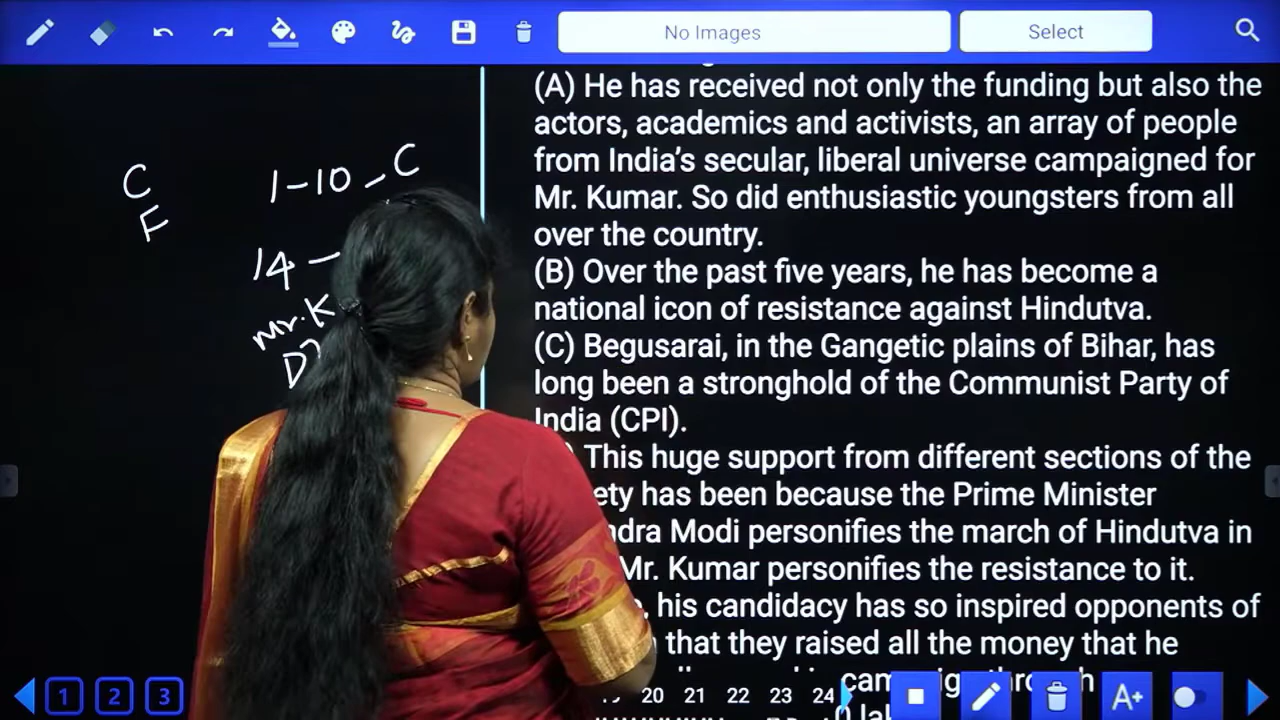 No Images
Select
C
F
1-10 - C
14 -
Mr. K
(A) He has received not only the funding but also the
actors, academics and activists, an array of people
from India's secular, liberal universe campaigned for
Mr. Kumar. So did enthusiastic youngsters from all
over the country.
(B) Over the past five years, he has become a
national icon of resistance against Hindutva.
(C) Begusarai, in the Gangetic plains of Bihar, has
long been a stronghold of the Communist Party of
India (CPI).
This huge support from different sections of the
ety has been because the Prime Minister
ndra Modi personifies the march of Hindutva in
Mr. Kumar personifies the resistance to it.
, his candidacy has so inspired opponents of
that they raised all the money that he
1 2 3
20 21 22 23 24
A+